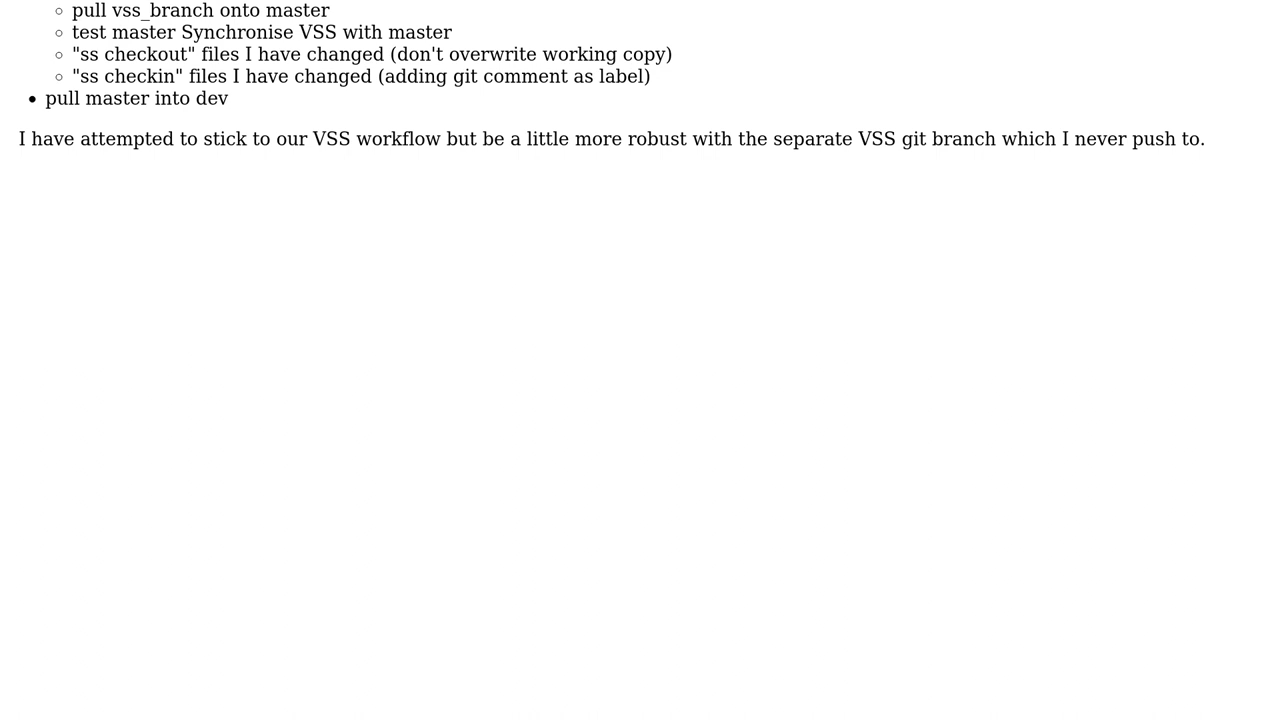 pull vss_branch onto master
test master Synchronise VSS with master
"ss checkout" files I have changed (don't overwrite working copy)
"ss checkin" files I have changed (adding git comment as label)
pull master into dev
I have attempted to stick to our VSS workflow but be a little more robust with the separate VSS git branch which I never push to.